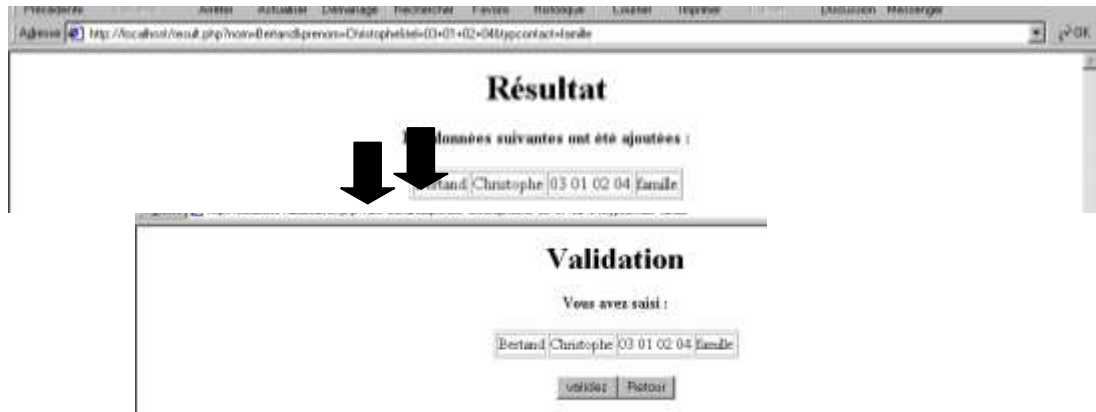 Précédente Arrêter Actualiser Démarrage Rechercher Favoris Historique Courrier Imprimer Discussion Messenger
Adresse http://localhost/result.php?nom=Bertand&prenom=Christophe&tel=03+01+02+04&typcontact=famille OK
Résultat
données suivantes ont été ajoutées :
Bertand Christophe 03 01 02 04 famille
Validation
Vous avez saisi :
Bertand Christophe 03 01 02 04 famille
validez Retour